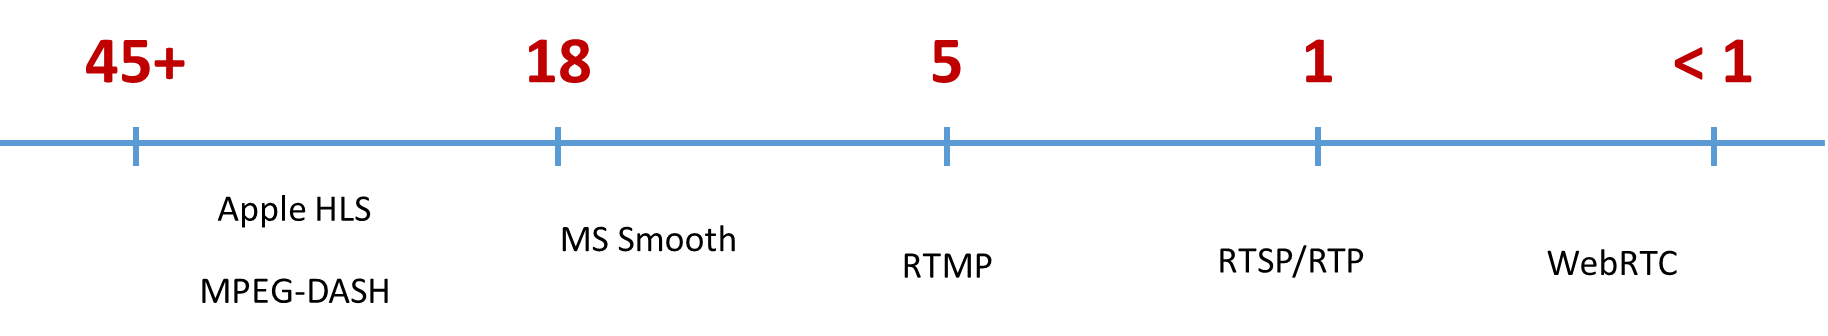 45+ 18 5 1 < 1
Apple HLS
MS Smooth
RTMP
RTSP/RTP
WebRTC
MPEG-DASH